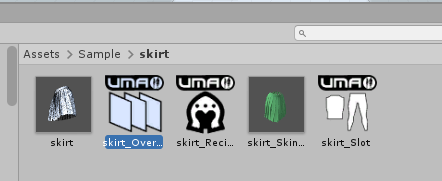 Assets > Sample > skirt
UMA UMA UMA
skirt skirt_Over... skirt_Reci... skirt_Skin... skirt_Slot